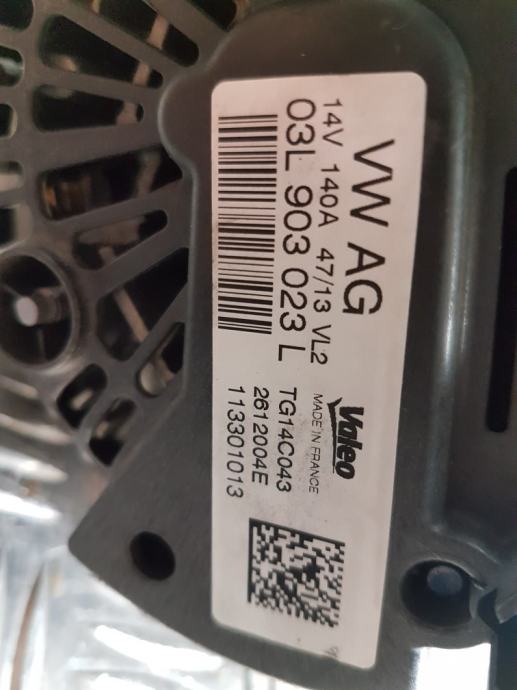 VW AG
14V 140A 47/13 VL2
03L 903 023 L
Valeo
MADE IN FRANCE
TG14C043
2612004E
113301013